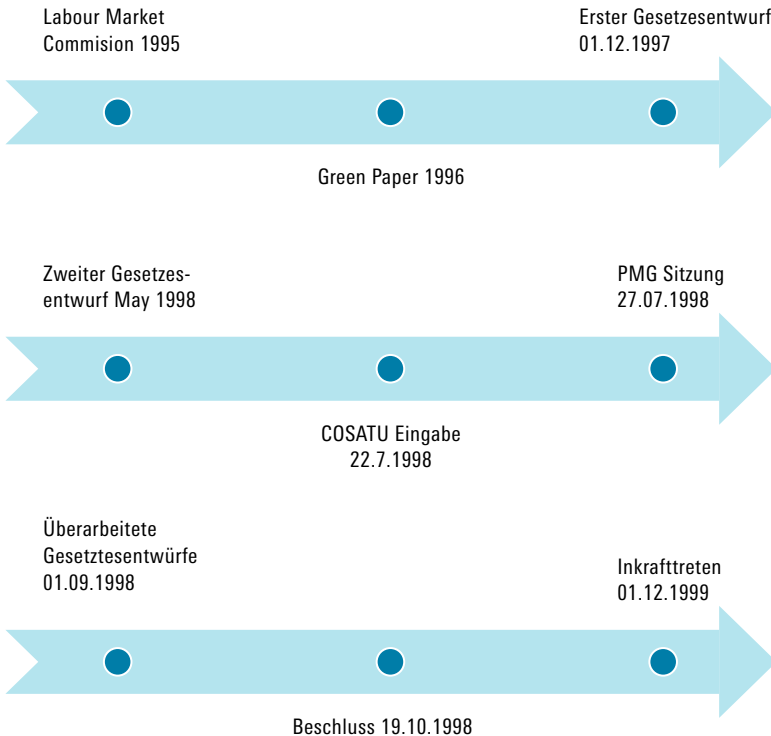 Labour Market
Commision 1995
Erster Gesetzesentwurf
01.12.1997
Green Paper 1996
Zweiter Gesetzes-
entwurf May 1998
PMG Sitzung
27.07.1998
COSATU Eingabe
22.7.1998
Überarbeitete
Gesetztesentwürfe
01.09.1998
Inkrafttreten
01.12.1999
Beschluss 19.10.1998